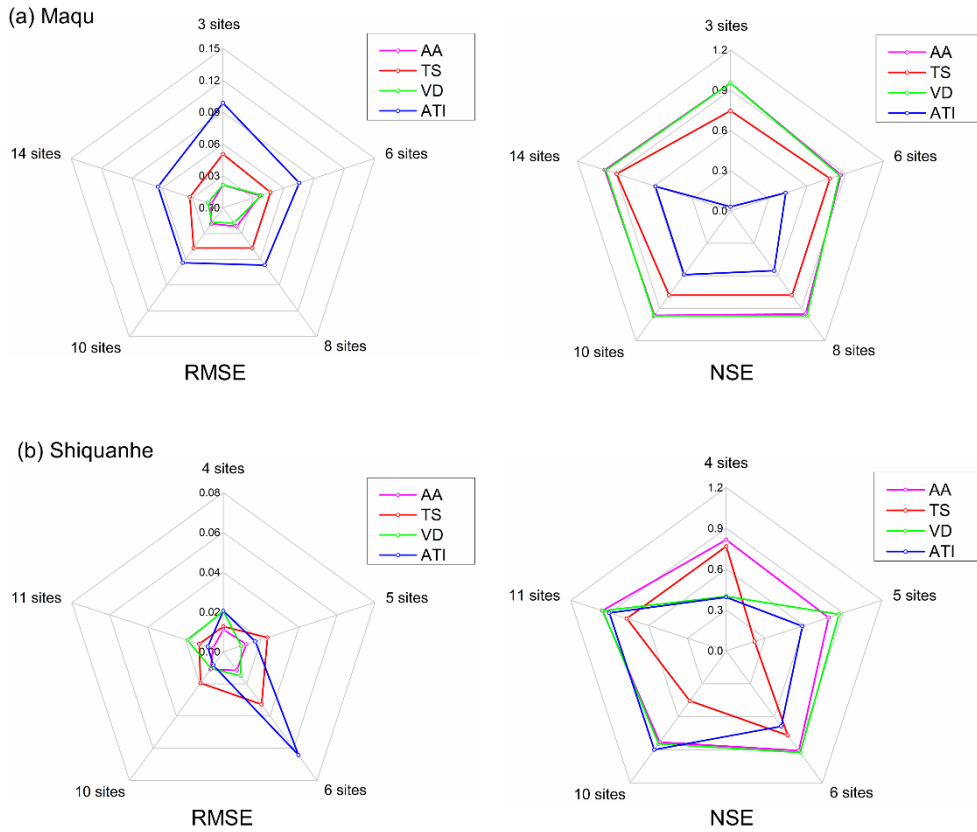 (a) Maqu
3 sites
0.15
0.12
0.09
0.06
0.03
0.00
6 sites
8 sites
10 sites
14 sites
AA
TS
VD
ATI
RMSE
3 sites
1.2
0.9
0.6
0.3
0.0
6 sites
8 sites
10 sites
14 sites
AA
TS
VD
ATI
NSE
(b) Shiquanhe
4 sites
0.08
0.06
0.04
0.02
0.00
5 sites
6 sites
10 sites
11 sites
AA
TS
VD
ATI
RMSE
4 sites
1.2
0.9
0.6
0.3
0.0
5 sites
6 sites
10 sites
11 sites
AA
TS
VD
ATI
NSE